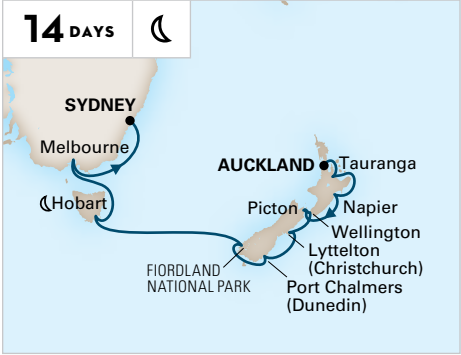 14 DAYS
SYDNEY
Melbourne
Hobart
AUCKLAND
Tauranga
Picton
Napier
Wellington
Lyttelton
(Christchurch)
FIORDLAND
NATIONAL PARK
Port Chalmers
(Dunedin)